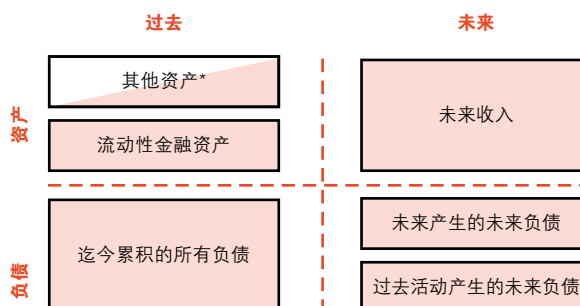 过去
未来
资产
其他资产*
流动性金融资产
未来收入
负债
迄今累积的所有负债
未来产生的未来负债
过去活动产生的未来负债